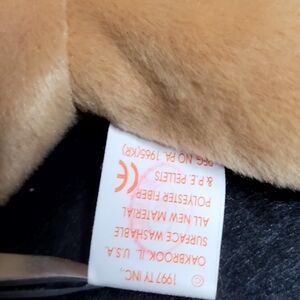 © 1997 TY INC.,
OAKBROOK, IL. U.S.A.
SURFACE WASHABLE
ALL NEW MATERIAL
POLYESTER FIBER
& P.E. PELLETS CE
REG. NO PA. 1965(KR)